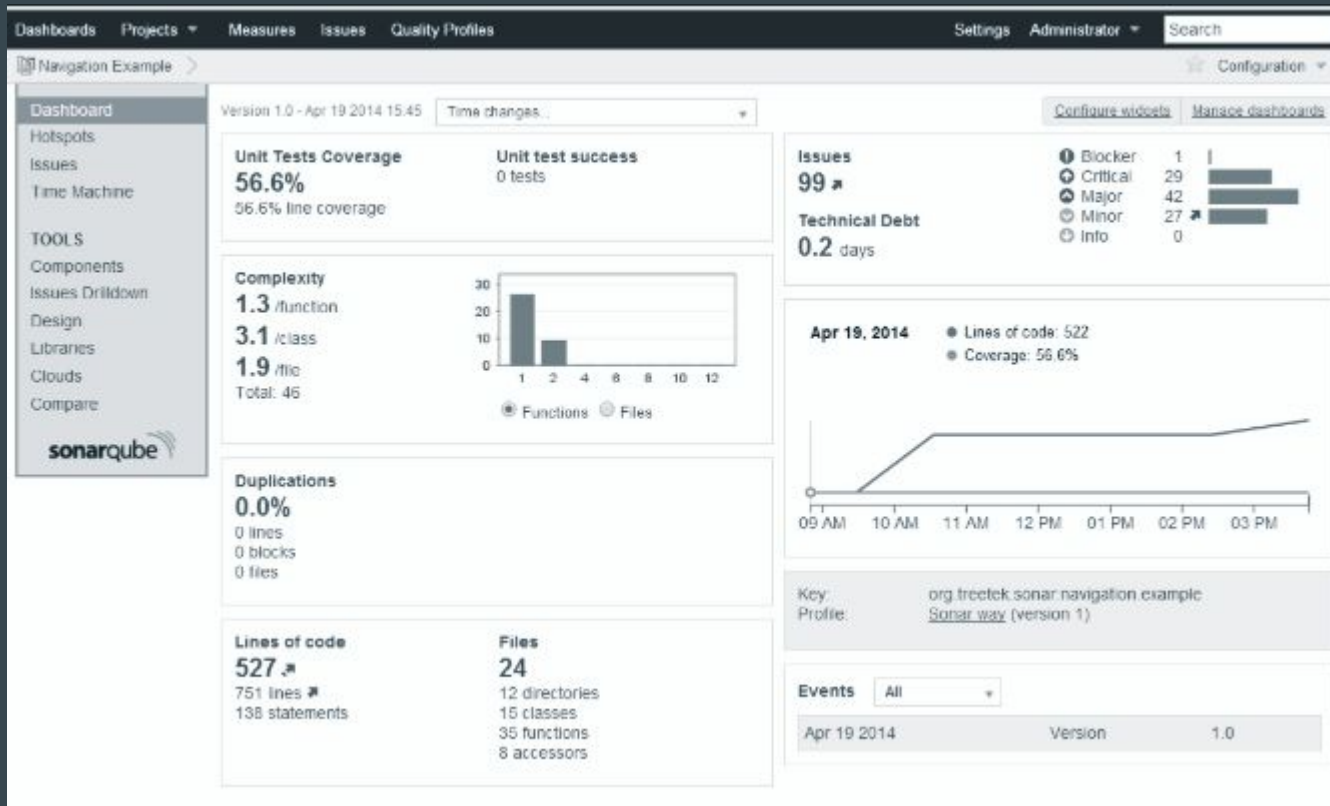 Dashboards Projects Measures Issues Quality Profiles Settings Administrator Search
Navigation Example Configuration
Dashboard
Hotspots
Issues
Time Machine
TOOLS
Components
Issues Drilldown
Design
Libraries
Clouds
Compare
sonarqube
Version 1.0 - Apr 19 2014 15:45 Time changes... Configure widgets Manage dashboards
Unit Tests Coverage
56.6%
56.6% line coverage
Unit test success
0 tests
Complexity
1.3 /function
3.1 /class
1.9 /file
Total: 46
30
20
10
0
1 2 4 6 8 10 12
Functions Files
Duplications
0.0%
0 lines
0 blocks
0 files
Lines of code
527
751 lines
138 statements
Files
24
12 directories
15 classes
35 functions
8 accessors
Issues
99
Technical Debt
0.2 days
Blocker 1
Critical 29
Major 42
Minor 27
Info 0
Apr 19, 2014
Lines of code: 522
Coverage: 56.6%
09 AM 10 AM 11 AM 12 PM 01 PM 02 PM 03 PM
Key: org.treetek.sonar.navigation.example
Profile: Sonar way (version 1)
Events All
Apr 19 2014 Version 1.0